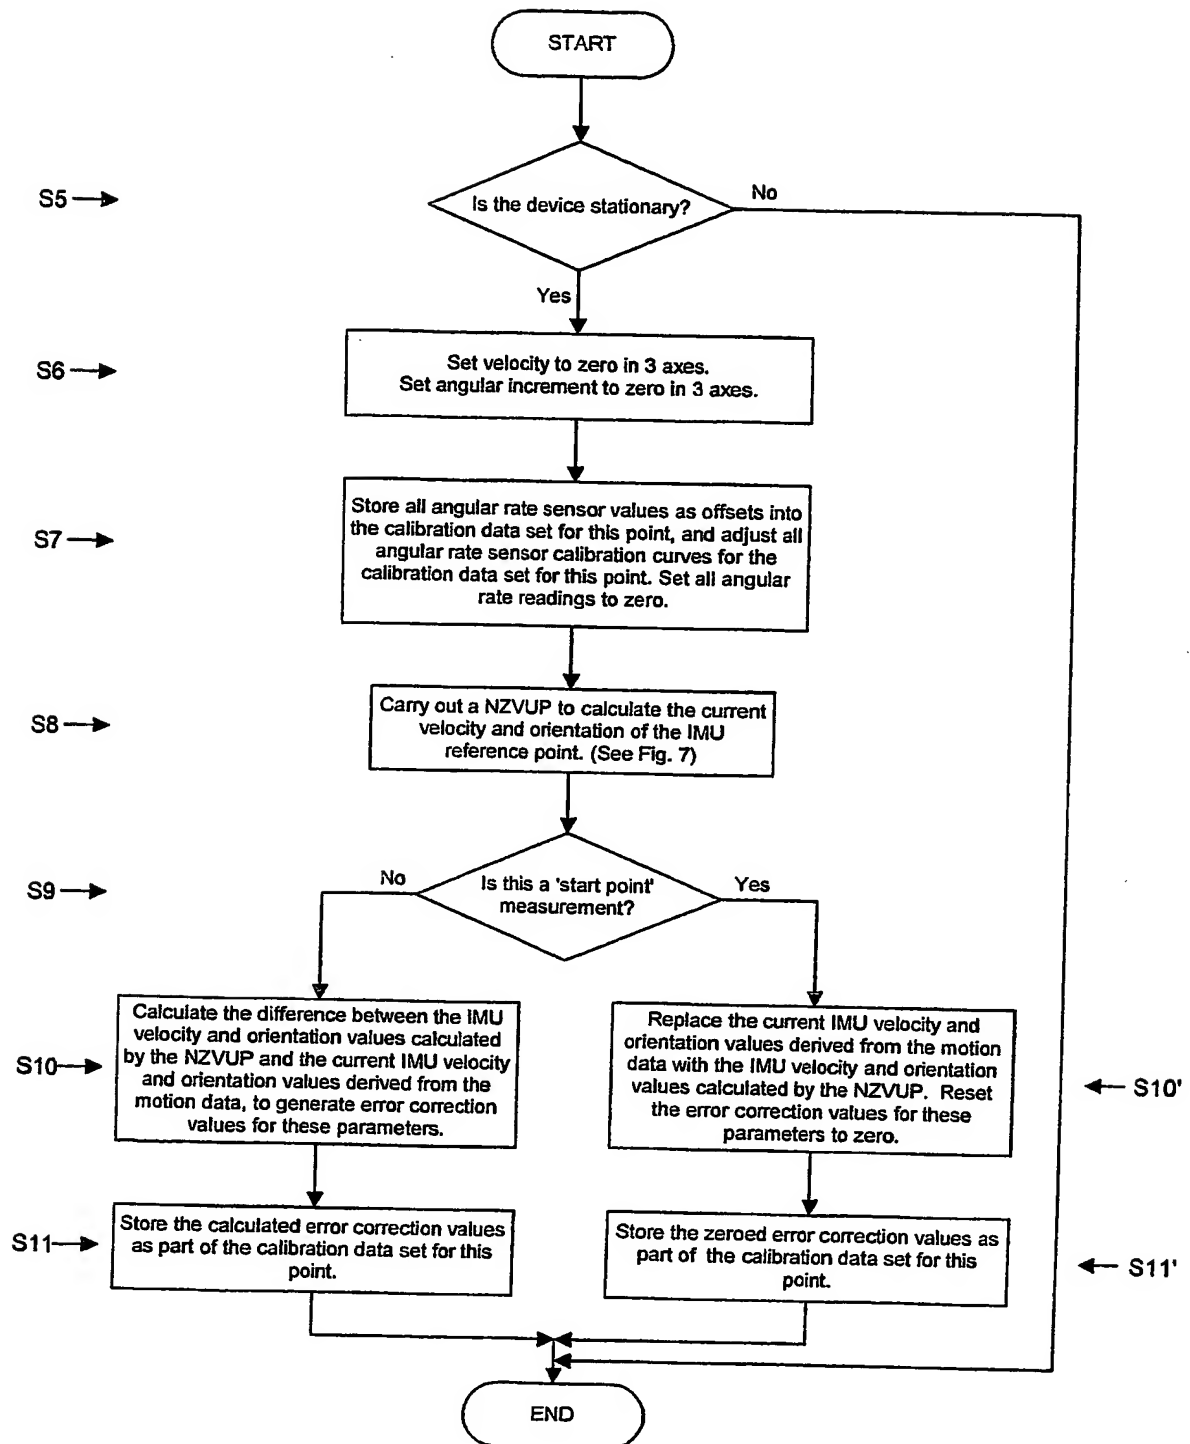 START
S5
Is the device stationary?
No
Yes
S6
Set velocity to zero in 3 axes.
Set angular increment to zero in 3 axes.
S7
Store all angular rate sensor values as offsets into
the calibration data set for this point, and adjust all
angular rate sensor calibration curves for the
calibration data set for this point. Set all angular
rate readings to zero.
S8
Carry out a NZVUP to calculate the current
velocity and orientation of the IMU
reference point. (See Fig. 7)
S9
No
Is this a 'start point'
measurement?
Yes
S10
Calculate the difference between the IMU
velocity and orientation values calculated
by the NZVUP and the current IMU velocity
and orientation values derived from the
motion data, to generate error correction
values for these parameters.
Replace the current IMU velocity and
orientation values derived from the motion
data with the IMU velocity and orientation
values calculated by the NZVUP. Reset
the error correction values for these
parameters to zero.
S10'
S11
Store the calculated error correction values
as part of the calibration data set for this
point.
Store the zeroed error correction values as
part of the calibration data set for this
point.
S11'
END